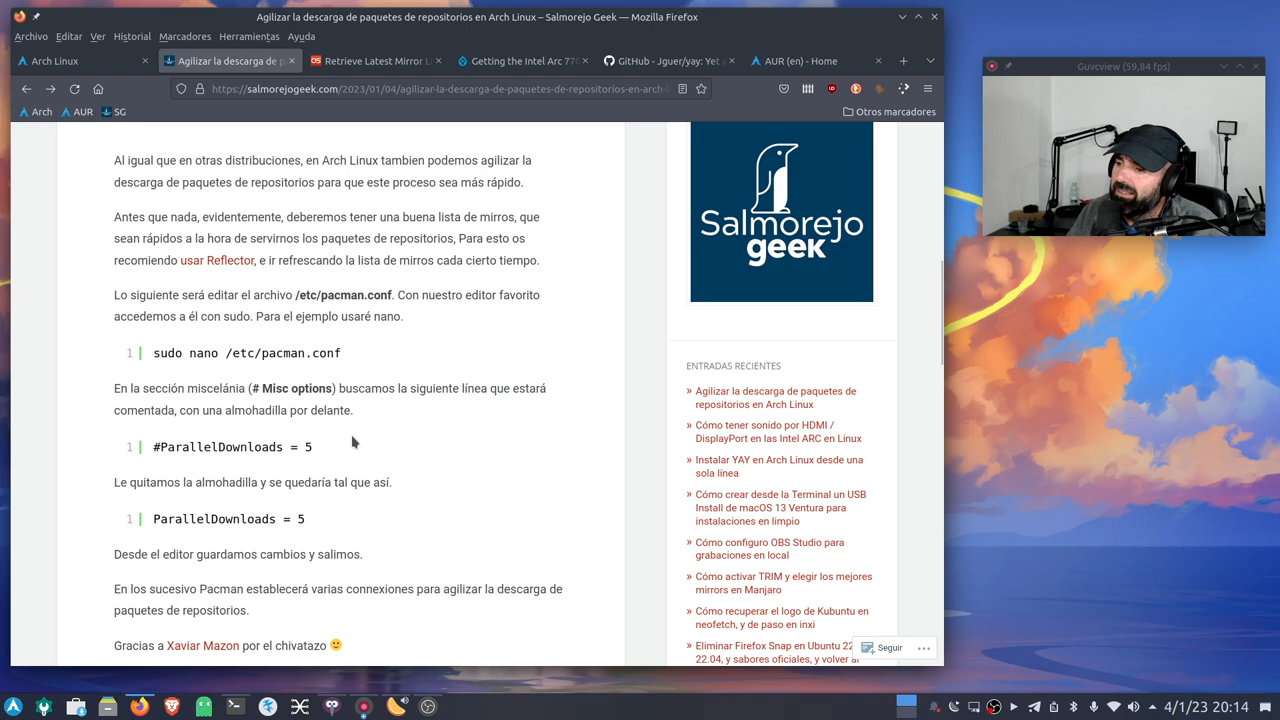 Agilizar la descarga de paquetes de repositorios en Arch Linux – Salmorejo Geek — Mozilla Firefox
Archivo Editar Ver Historial Marcadores Herramientas Ayuda
Arch Linux
Agilizar la descarga de p
Retrieve Latest Mirror L
Getting the Intel Arc 770
GitHub - Jguer/yay: Yet a
AUR (en) - Home
https://salmorejogeek.com/2023/01/04/agilizar-la-descarga-de-paquetes-de-repositorios-en-arch-l
Arch AUR SG Otros marcadores
Al igual que en otras distribuciones, en Arch Linux tambien podemos agilizar la
descarga de paquetes de repositorios para que este proceso sea más rápido.
Antes que nada, evidentemente, deberemos tener una buena lista de mirros, que
sean rápidos a la hora de servirnos los paquetes de repositorios, Para esto os
recomiendo usar Reflector, e ir refrescando la lista de mirros cada cierto tiempo.
Lo siguiente será editar el archivo /etc/pacman.conf. Con nuestro editor favorito
accedemos a él con sudo. Para el ejemplo usaré nano.
1 sudo nano /etc/pacman.conf
En la sección miscelánia (# Misc options) buscamos la siguiente línea que estará
comentada, con una almohadilla por delante.
1 #ParallelDownloads = 5
Le quitamos la almohadilla y se quedaría tal que así.
1 ParallelDownloads = 5
Desde el editor guardamos cambios y salimos.
En los sucesivo Pacman establecerá varias connexiones para agilizar la descarga de
paquetes de repositorios.
Gracias a Xaviar Mazon por el chivatazo
Salmorejo
geek
ENTRADAS RECIENTES
» Agilizar la descarga de paquetes de
repositorios en Arch Linux
» Cómo tener sonido por HDMI /
DisplayPort en las Intel ARC en Linux
» Instalar YAY en Arch Linux desde una
sola línea
» Cómo crear desde la Terminal un USB
Install de macOS 13 Ventura para
instalaciones en limpio
» Cómo configuro OBS Studio para
grabaciones en local
» Cómo activar TRIM y elegir los mejores
mirrors en Manjaro
» Cómo recuperar el logo de Kubuntu en
neofetch, y de paso en inxi
» Eliminar Firefox Snap en Ubuntu 22
22.04, y sabores oficiales, y volver al
Seguir
Guvcview (59,84 fps)
4/1/23 20:14